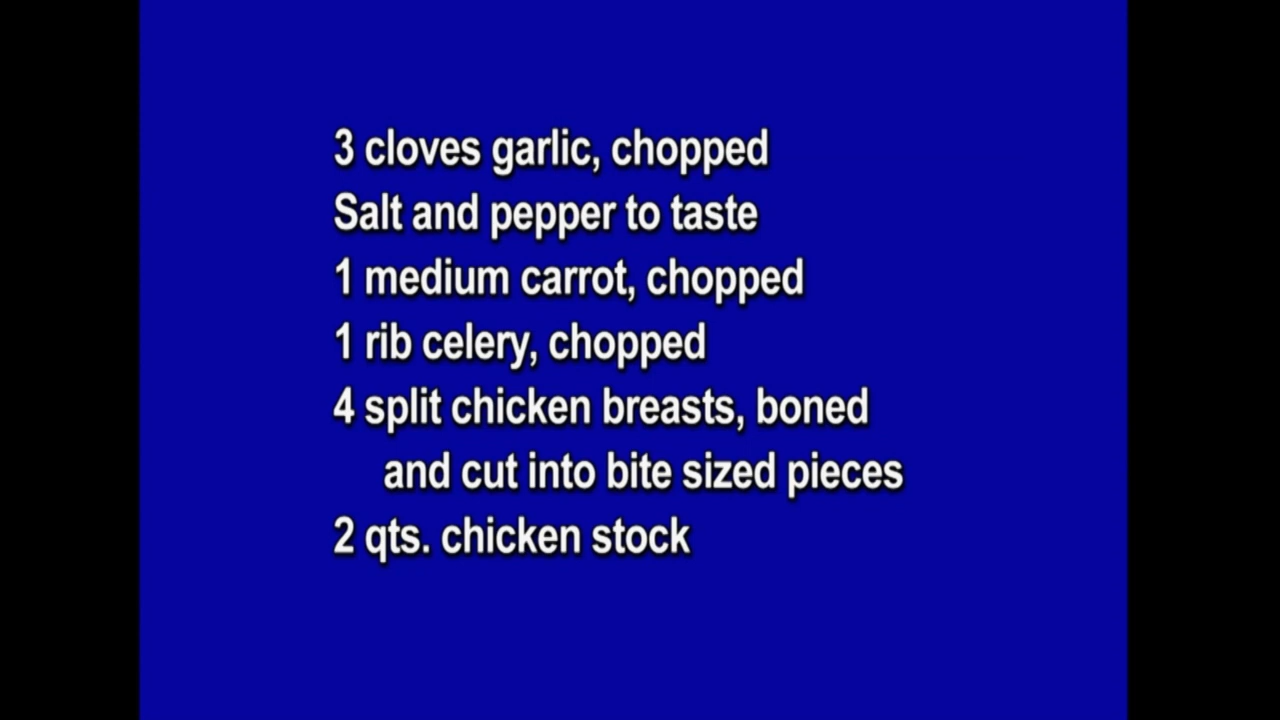 3 cloves garlic, chopped
Salt and pepper to taste
1 medium carrot, chopped
1 rib celery, chopped
4 split chicken breasts, boned
and cut into bite sized pieces
2 qts. chicken stock